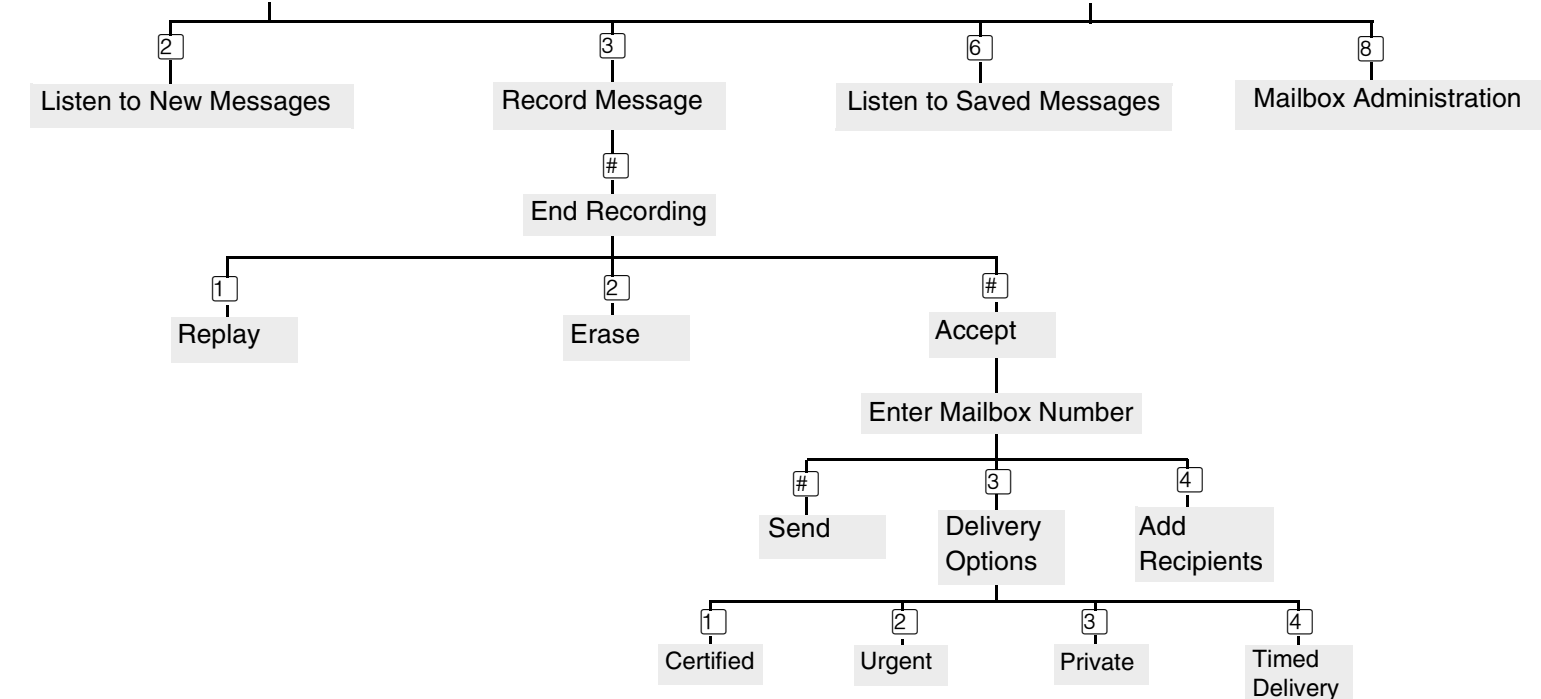 2
3
6
8
Listen to New Messages
Record Message
Listen to Saved Messages
Mailbox Administration
#
End Recording
1
2
#
Replay
Erase
Accept
Enter Mailbox Number
#
3
4
Send
Delivery
Options
Add
Recipients
1
2
3
4
Certified
Urgent
Private
Timed
Delivery